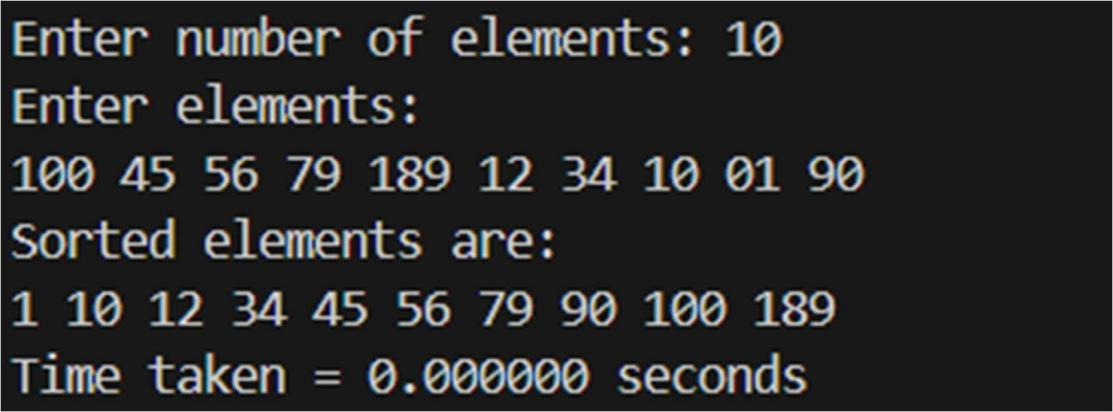 Enter number of elements: 10
Enter elements:
100 45 56 79 189 12 34 10 01 90
Sorted elements are:
1 10 12 34 45 56 79 90 100 189
Time taken = 0.000000 seconds